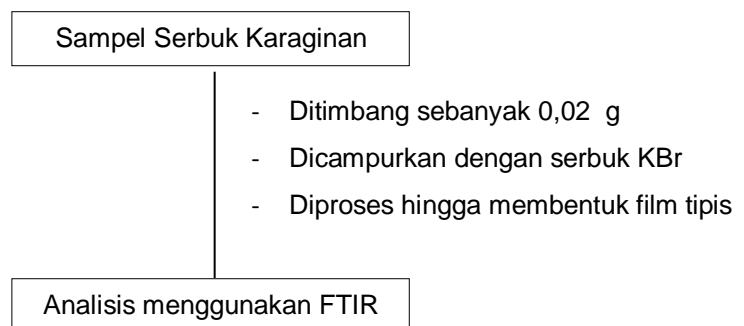 Sampel Serbuk Karaginan
- Ditimbang sebanyak 0,02 g
- Dicampurkan dengan serbuk KBr
- Diproses hingga membentuk film tipis
Analisis menggunakan FTIR